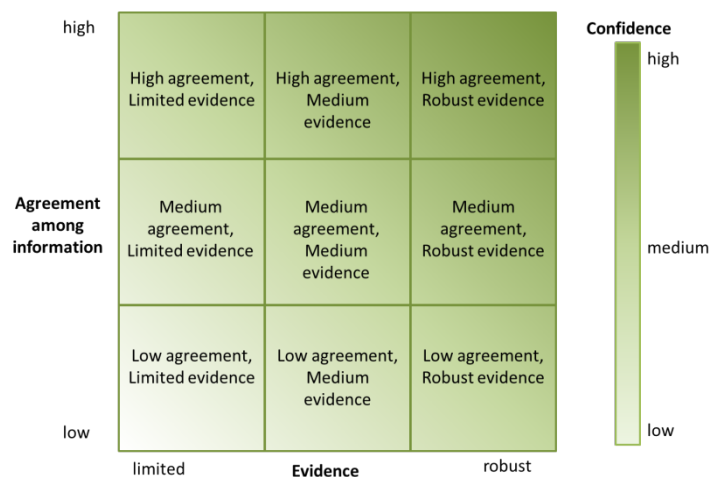 high
Confidence
high
High agreement,
Limited evidence
High agreement,
Medium
evidence
High agreement,
Robust evidence
Agreement
among
information
Medium
agreement,
Limited evidence
Medium
agreement,
Medium
evidence
Medium
agreement,
Robust evidence
medium
Low agreement,
Limited evidence
Low agreement,
Medium
evidence
Low agreement,
Robust evidence
low
low
limited
Evidence
robust